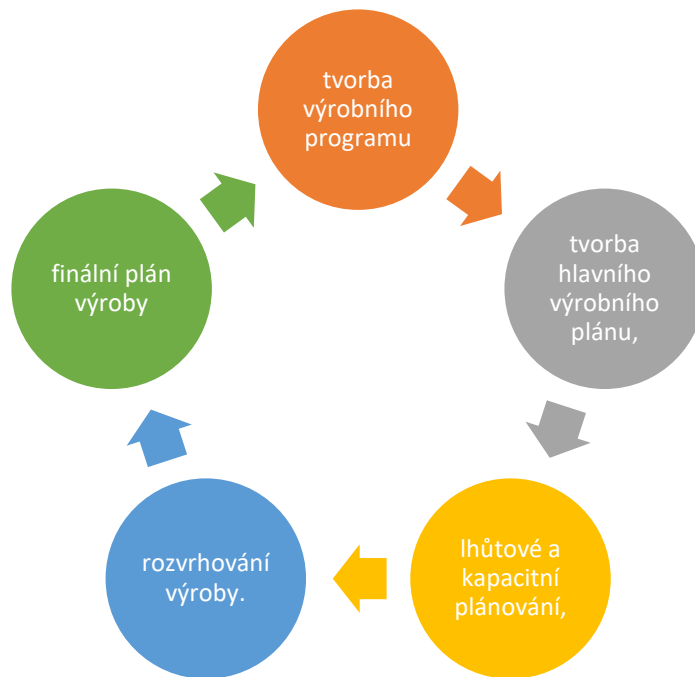 tvorba
výrobního
programu
tvorba
hlavního
výrobního
plánu,
lhůtové a
kapacitní
plánování,
rozvrhování
výroby.
finální plán
výroby